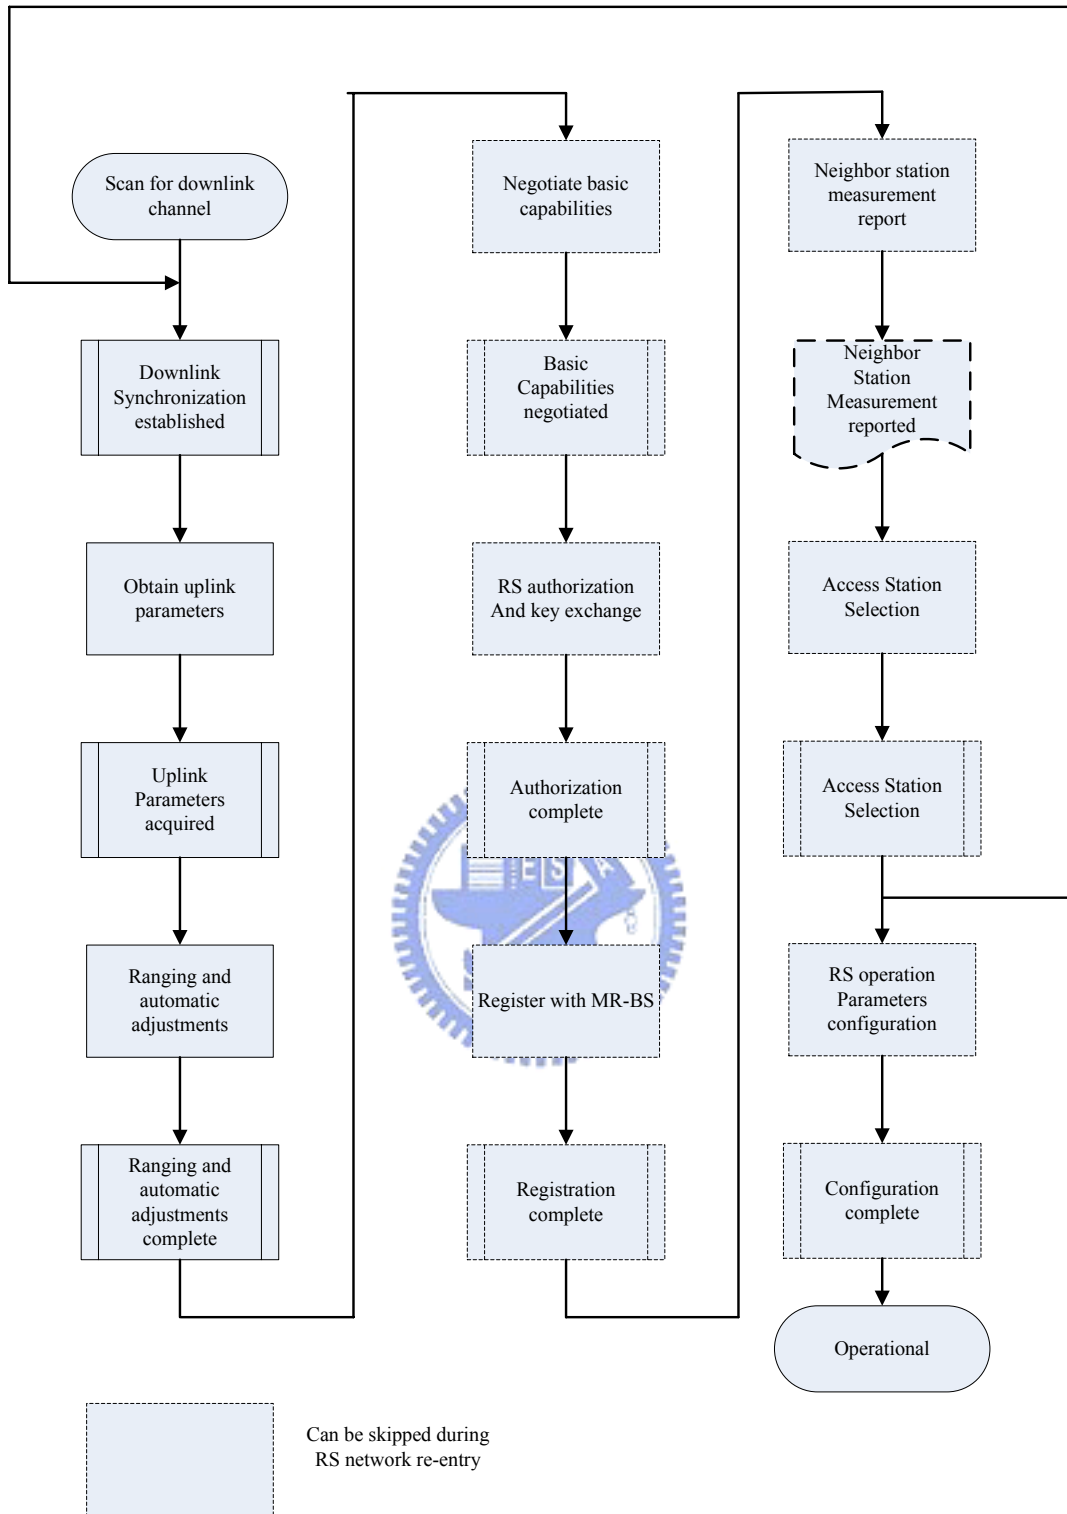 Scan for downlink
channel
Downlink
Synchronization
established
Obtain uplink
parameters
Uplink
Parameters
acquired
Ranging and
automatic
adjustments
Ranging and
automatic
adjustments
complete
Negotiate basic
capabilities
Basic
Capabilities
negotiated
RS authorization
And key exchange
Authorization
complete
Register with MR-BS
Registration
complete
Neighbor station
measurement
report
Neighbor
Station
Measurement
reported
Access Station
Selection
Access Station
Selection
RS operation
Parameters
configuration
Configuration
complete
Operational
Can be skipped during
RS network re-entry